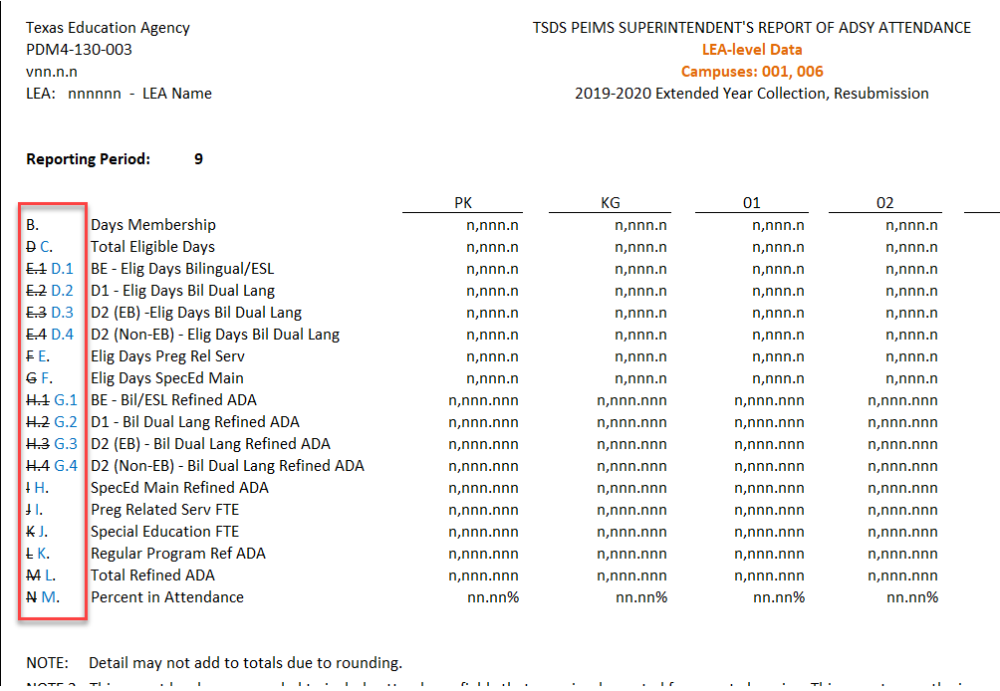 Texas Education Agency
TSDS PEIMS SUPERINTENDENT'S REPORT OF ADSY ATTENDANCE
PDM4-130-003
LEA-level Data
vnn.n.n
Campuses: 001, 006
LEA: nnnnnn - LEA Name
2019-2020 Extended Year Collection, Resubmission
Reporting Period: 9
PK KG 01 02
B. Days Membership n,nnn.n n,nnn.n n,nnn.n n,nnn.n
D C. Total Eligible Days n,nnn.n n,nnn.n n,nnn.n n,nnn.n
E.1 D.1 BE - Elig Days Bilingual/ESL n,nnn.n n,nnn.n n,nnn.n n,nnn.n
E.2 D.2 D1 - Elig Days Bil Dual Lang n,nnn.n n,nnn.n n,nnn.n n,nnn.n
E.3 D.3 D2 (EB) -Elig Days Bil Dual Lang n,nnn.n n,nnn.n n,nnn.n n,nnn.n
E.4 D.4 D2 (Non-EB) - Elig Days Bil Dual Lang n,nnn.n n,nnn.n n,nnn.n n,nnn.n
F E. Elig Days Preg Rel Serv n,nnn.n n,nnn.n n,nnn.n n,nnn.n
G F. Elig Days SpecEd Main n,nnn.n n,nnn.n n,nnn.n n,nnn.n
H.1 G.1 BE - Bil/ESL Refined ADA n,nnn.nnn n,nnn.nnn n,nnn.nnn n,nnn.nnn
H.2 G.2 D1 - Bil Dual Lang Refined ADA n,nnn.nnn n,nnn.nnn n,nnn.nnn n,nnn.nnn
H.3 G.3 D2 (EB) - Bil Dual Lang Refined ADA n,nnn.nnn n,nnn.nnn n,nnn.nnn n,nnn.nnn
H.4 G.4 D2 (Non-EB) - Bil Dual Lang Refined ADA n,nnn.nnn n,nnn.nnn n,nnn.nnn n,nnn.nnn
I H. SpecEd Main Refined ADA n,nnn.nnn n,nnn.nnn n,nnn.nnn n,nnn.nnn
J I. Preg Related Serv FTE n,nnn.nnn n,nnn.nnn n,nnn.nnn n,nnn.nnn
K J. Special Education FTE n,nnn.nnn n,nnn.nnn n,nnn.nnn n,nnn.nnn
L K. Regular Program Ref ADA n,nnn.nnn n,nnn.nnn n,nnn.nnn n,nnn.nnn
M L. Total Refined ADA n,nnn.nnn n,nnn.nnn n,nnn.nnn n,nnn.nnn
N M. Percent in Attendance nn.nn% nn.nn% nn.nn% nn.nn%
NOTE: Detail may not add to totals due to rounding.